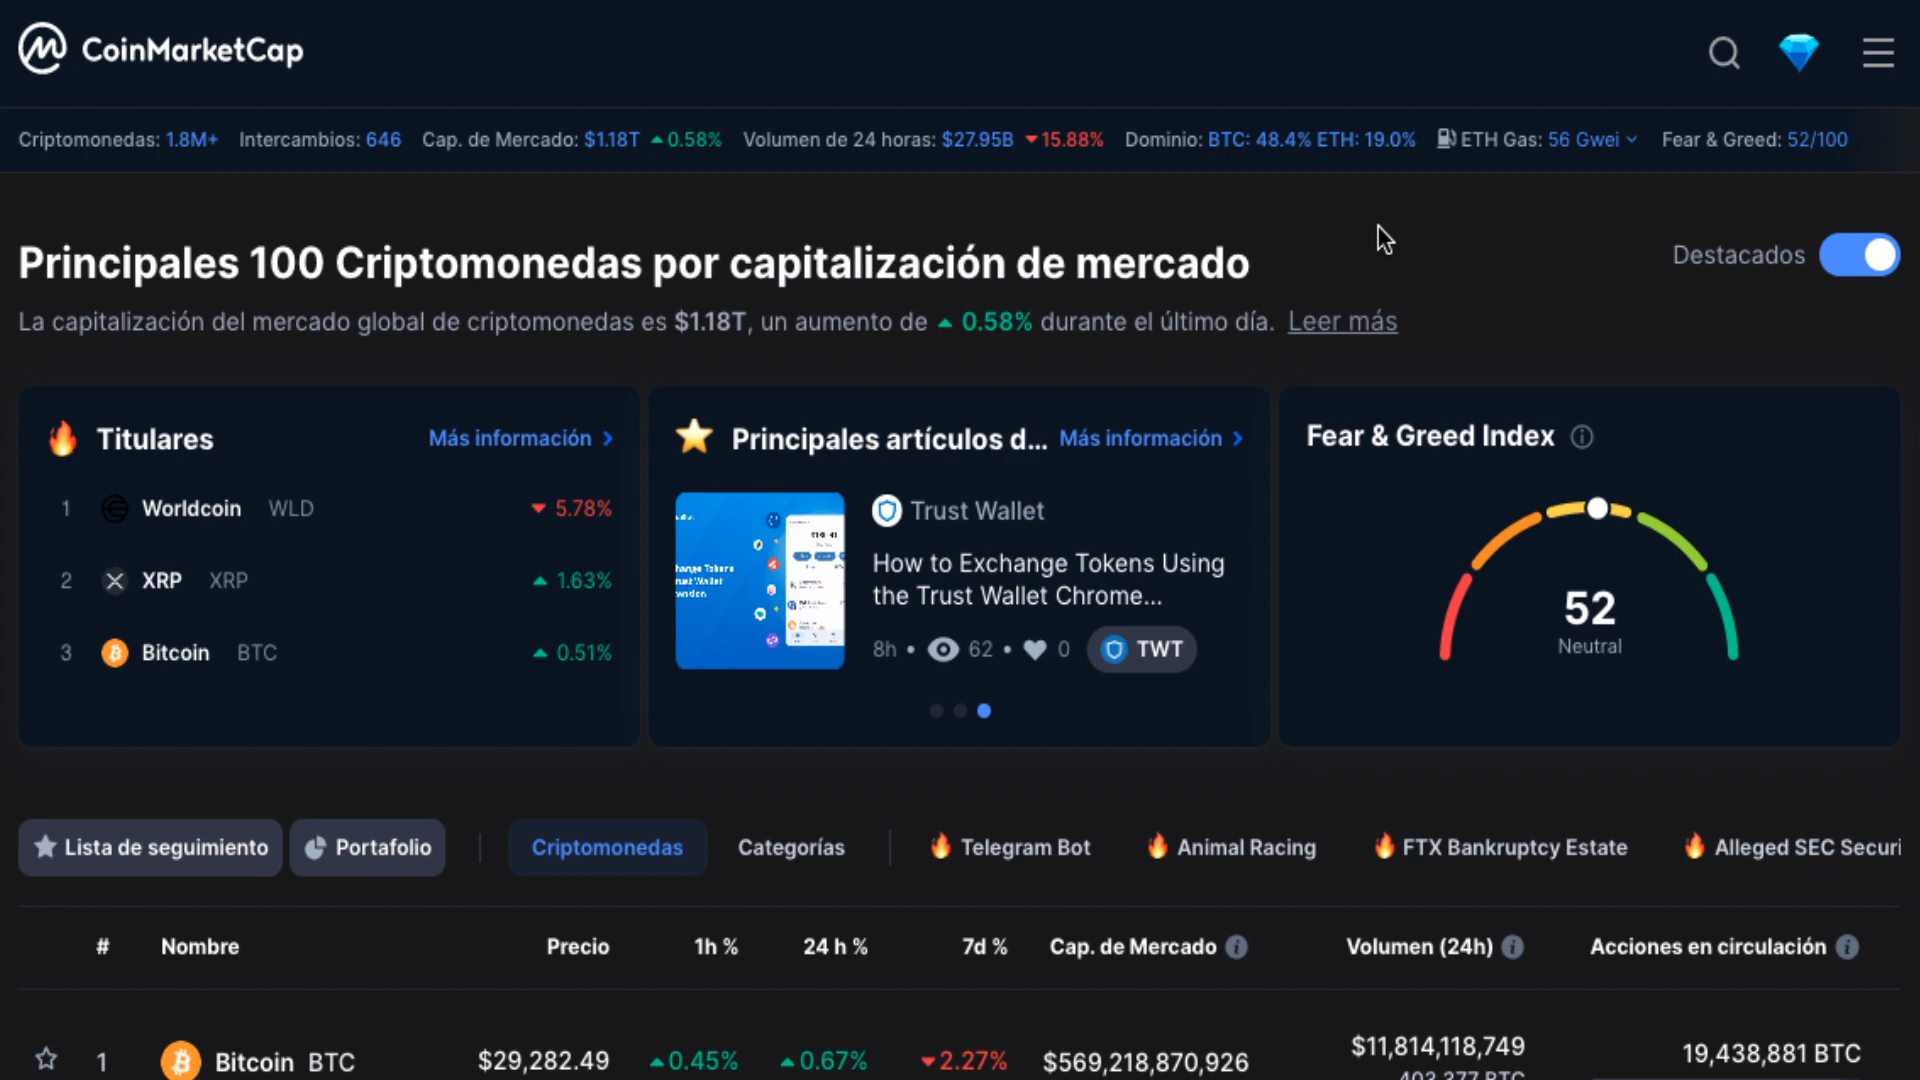 CoinMarketCap
Criptomonedas: 1.8M+ Intercambios: 646 Cap. de Mercado: $1.18T 0.58% Volumen de 24 horas: $27.95B 15.88% Dominio: BTC: 48.4% ETH: 19.0% ETH Gas: 56 Gwei Fear & Greed: 52/100
Principales 100 Criptomonedas por capitalización de mercado
Destacados
La capitalización del mercado global de criptomonedas es $1.18T, un aumento de 0.58% durante el último día. Leer más
Titulares Más información
1 Worldcoin WLD 5.78%
2 XRP XRP 1.63%
3 Bitcoin BTC 0.51%
Principales artículos d... Más información
Trust Wallet
How to Exchange Tokens Using
the Trust Wallet Chrome...
8h • 62 • 0 TWT
Fear & Greed Index
52
Neutral
Lista de seguimiento Portafolio Criptomonedas Categorías Telegram Bot Animal Racing FTX Bankruptcy Estate Alleged SEC Securi
# Nombre Precio 1h % 24 h % 7d % Cap. de Mercado Volumen (24h) Acciones en circulación
1 Bitcoin BTC $29,282.49 0.45% 0.67% 2.27% $569,218,870,926 $11,814,118,749 19,438,881 BTC
403,377 BTC